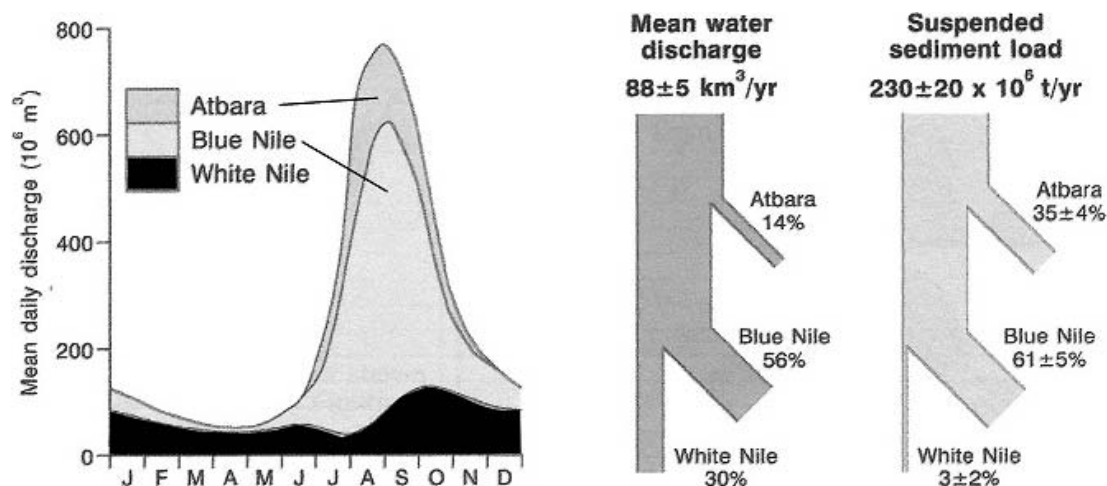 800
600
400
200
0
Mean daily discharge (10⁶ m³)
Atbara
Blue Nile
White Nile
J F M A M J J A S O N D
Mean water
discharge
88±5 km³/yr
Atbara
14%
Blue Nile
56%
White Nile
30%
Suspended
sediment load
230±20 x 10⁶ t/yr
Atbara
35±4%
Blue Nile
61±5%
White Nile
3±2%